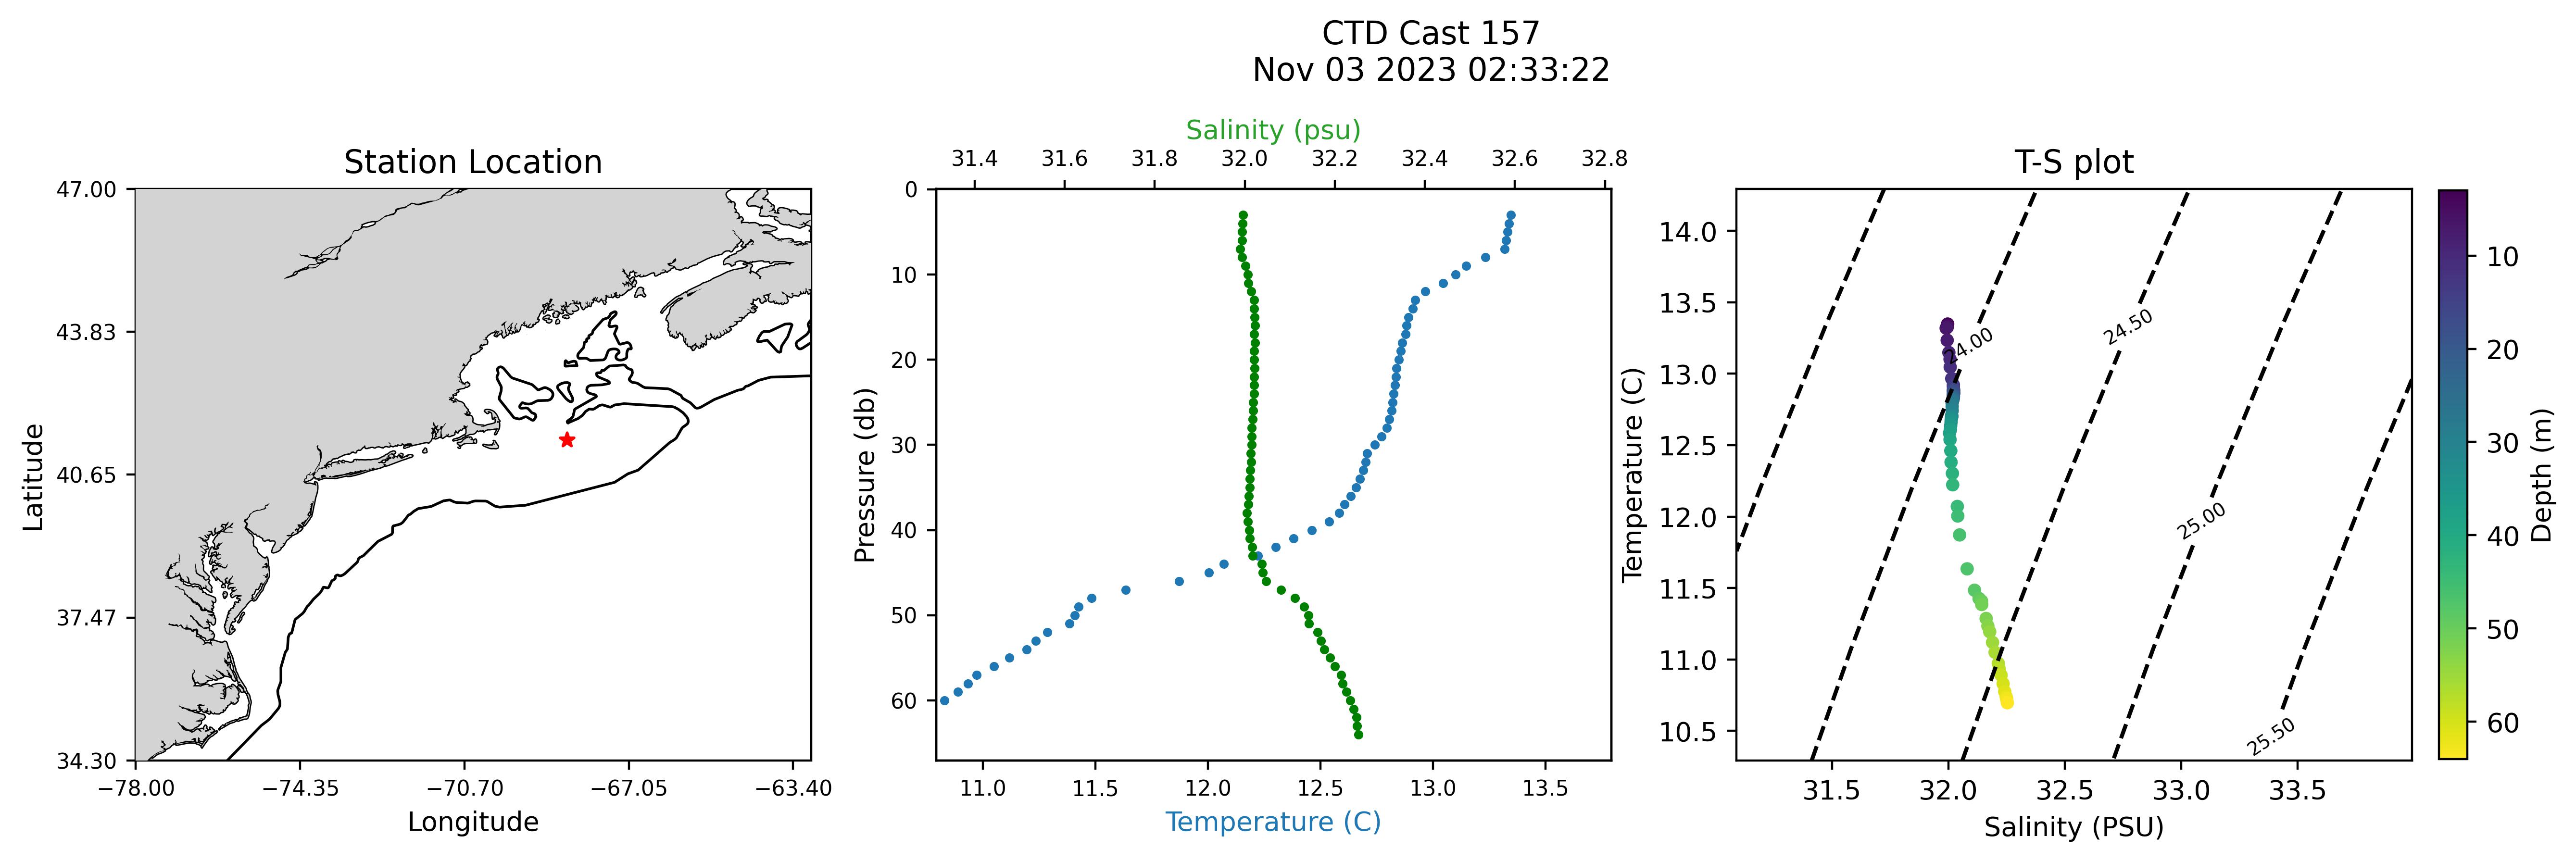 CTD Cast 157
Nov 03 2023 02:33:22
Station Location
47.00
43.83
40.65
37.47
34.30
Latitude
−78.00 −74.35 −70.70 −67.05 −63.40
Longitude
Salinity (psu)
31.4 31.6 31.8 32.0 32.2 32.4 32.6 32.8
0
10
20
30
40
50
60
Pressure (db)
11.0 11.5 12.0 12.5 13.0 13.5
Temperature (C)
T-S plot
14.0
13.5
13.0
12.5
12.0
11.5
11.0
10.5
Temperature (C)
24.00
24.50
25.00
25.50
31.5 32.0 32.5 33.0 33.5
Salinity (PSU)
10
20
30
40
50
60
Depth (m)